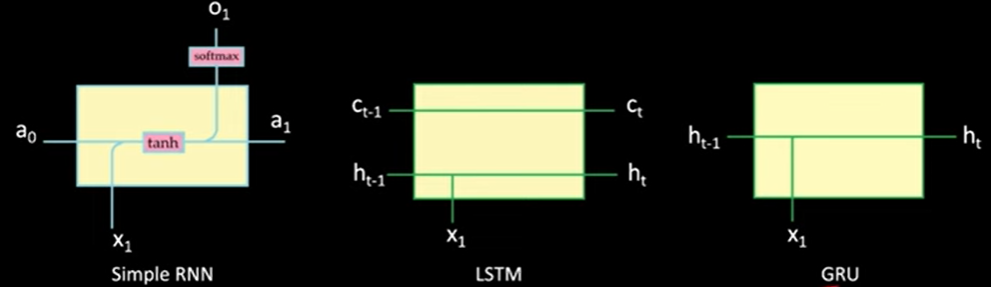 o₁
softmax
a₀
tanh
a₁
x₁
Simple RNN
cₜ₋₁
cₜ
hₜ₋₁
hₜ
x₁
LSTM
hₜ₋₁
hₜ
x₁
GRU